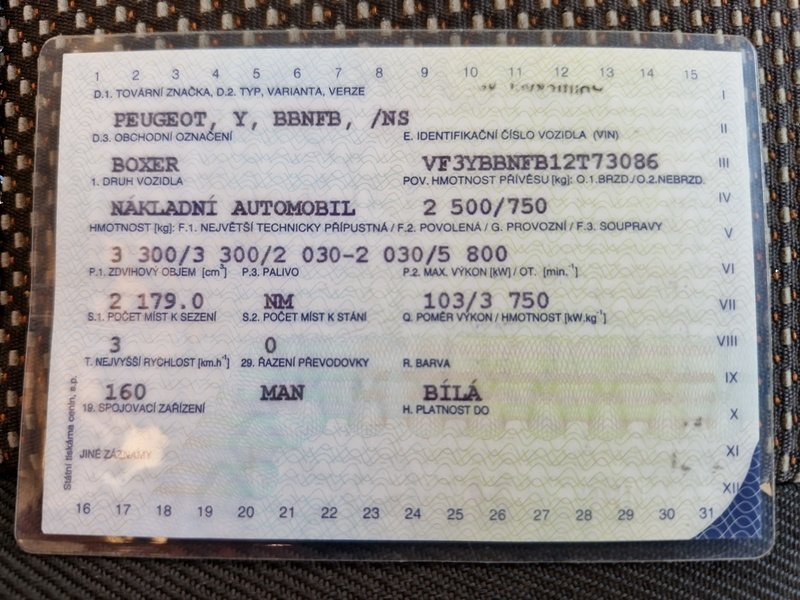 1 2 3 4 5 6 7 8 9 10 11 12 13 14 15
D.1. TOVÁRNÍ ZNAČKA, D.2. TYP, VARIANTA, VERZE
I
PEUGEOT, Y, BBNFB, /NS
II
D.3. OBCHODNÍ OZNAČENÍ E. IDENTIFIKAČNÍ ČÍSLO VOZIDLA (VIN)
BOXER VF3YBBNFB12T73086
III
1. DRUH VOZIDLA POV. HMOTNOST PŘÍVĚSU [kg]: O.1.BRZD./O.2.NEBRZD.
NÁKLADNÍ AUTOMOBIL 2 500/750
IV
HMOTNOST [kg]: F.1. NEJVĚTŠÍ TECHNICKY PŘÍPUSTNÁ / F.2. POVOLENÁ / G. PROVOZNÍ / F.3. SOUPRAVY
V
3 300/3 300/2 030-2 030/5 800
P.1. ZDVIHOVÝ OBJEM [cm³] P.3. PALIVO P.2. MAX. VÝKON [kW] / OT. [min.⁻¹]
VI
2 179.0 NM 103/3 750
VII
S.1. POČET MÍST K SEZENÍ S.2. POČET MÍST K STÁNÍ Q. POMĚR VÝKON / HMOTNOST [kW.kg⁻¹]
3 0
VIII
T. NEJVYŠŠÍ RYCHLOST [km.h⁻¹] 29. ŘAZENÍ PŘEVODOVKY R. BARVA
IX
160 MAN BÍLÁ
19. SPOJOVACÍ ZAŘÍZENÍ H. PLATNOST DO
X
JINÉ ZÁZNAMY
XI
XII
Státní tiskárna cenin, s.p.
16 17 18 19 20 21 22 23 24 25 26 27 28 29 30 31